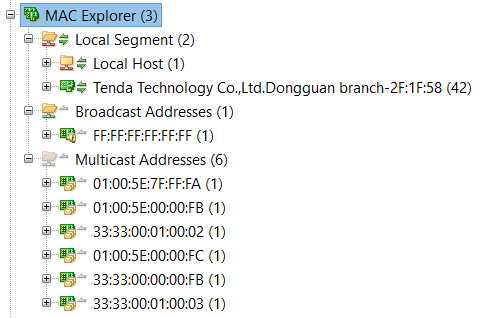 MAC Explorer (3)
Local Segment (2)
Local Host (1)
Tenda Technology Co.,Ltd.Dongguan branch-2F:1F:58 (42)
Broadcast Addresses (1)
FF:FF:FF:FF:FF:FF (1)
Multicast Addresses (6)
01:00:5E:7F:FF:FA (1)
01:00:5E:00:00:FB (1)
33:33:00:01:00:02 (1)
01:00:5E:00:00:FC (1)
33:33:00:00:00:FB (1)
33:33:00:01:00:03 (1)